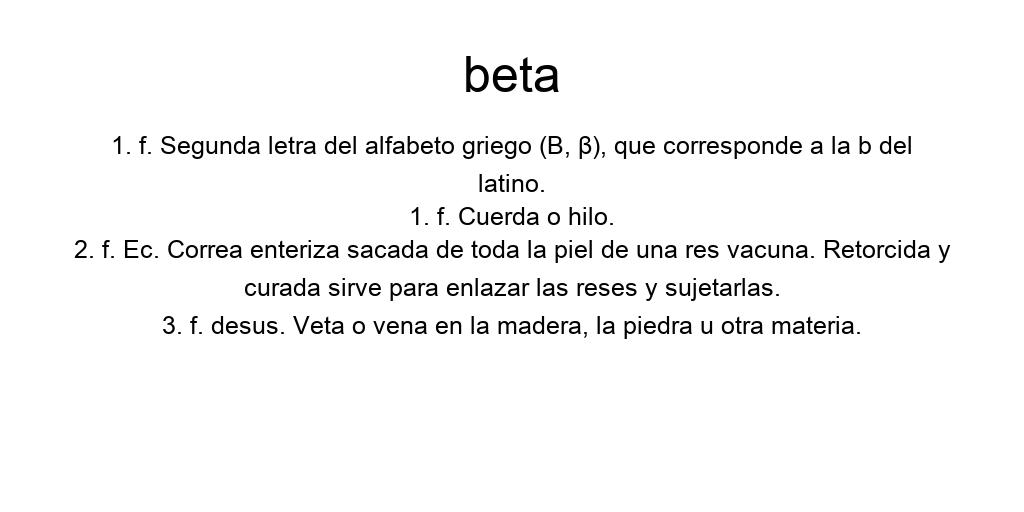 beta
1. f. Segunda letra del alfabeto griego (Β, β), que corresponde a la b del
latino.
1. f. Cuerda o hilo.
2. f. Ec. Correa enteriza sacada de toda la piel de una res vacuna. Retorcida y
curada sirve para enlazar las reses y sujetarlas.
3. f. desus. Veta o vena en la madera, la piedra u otra materia.